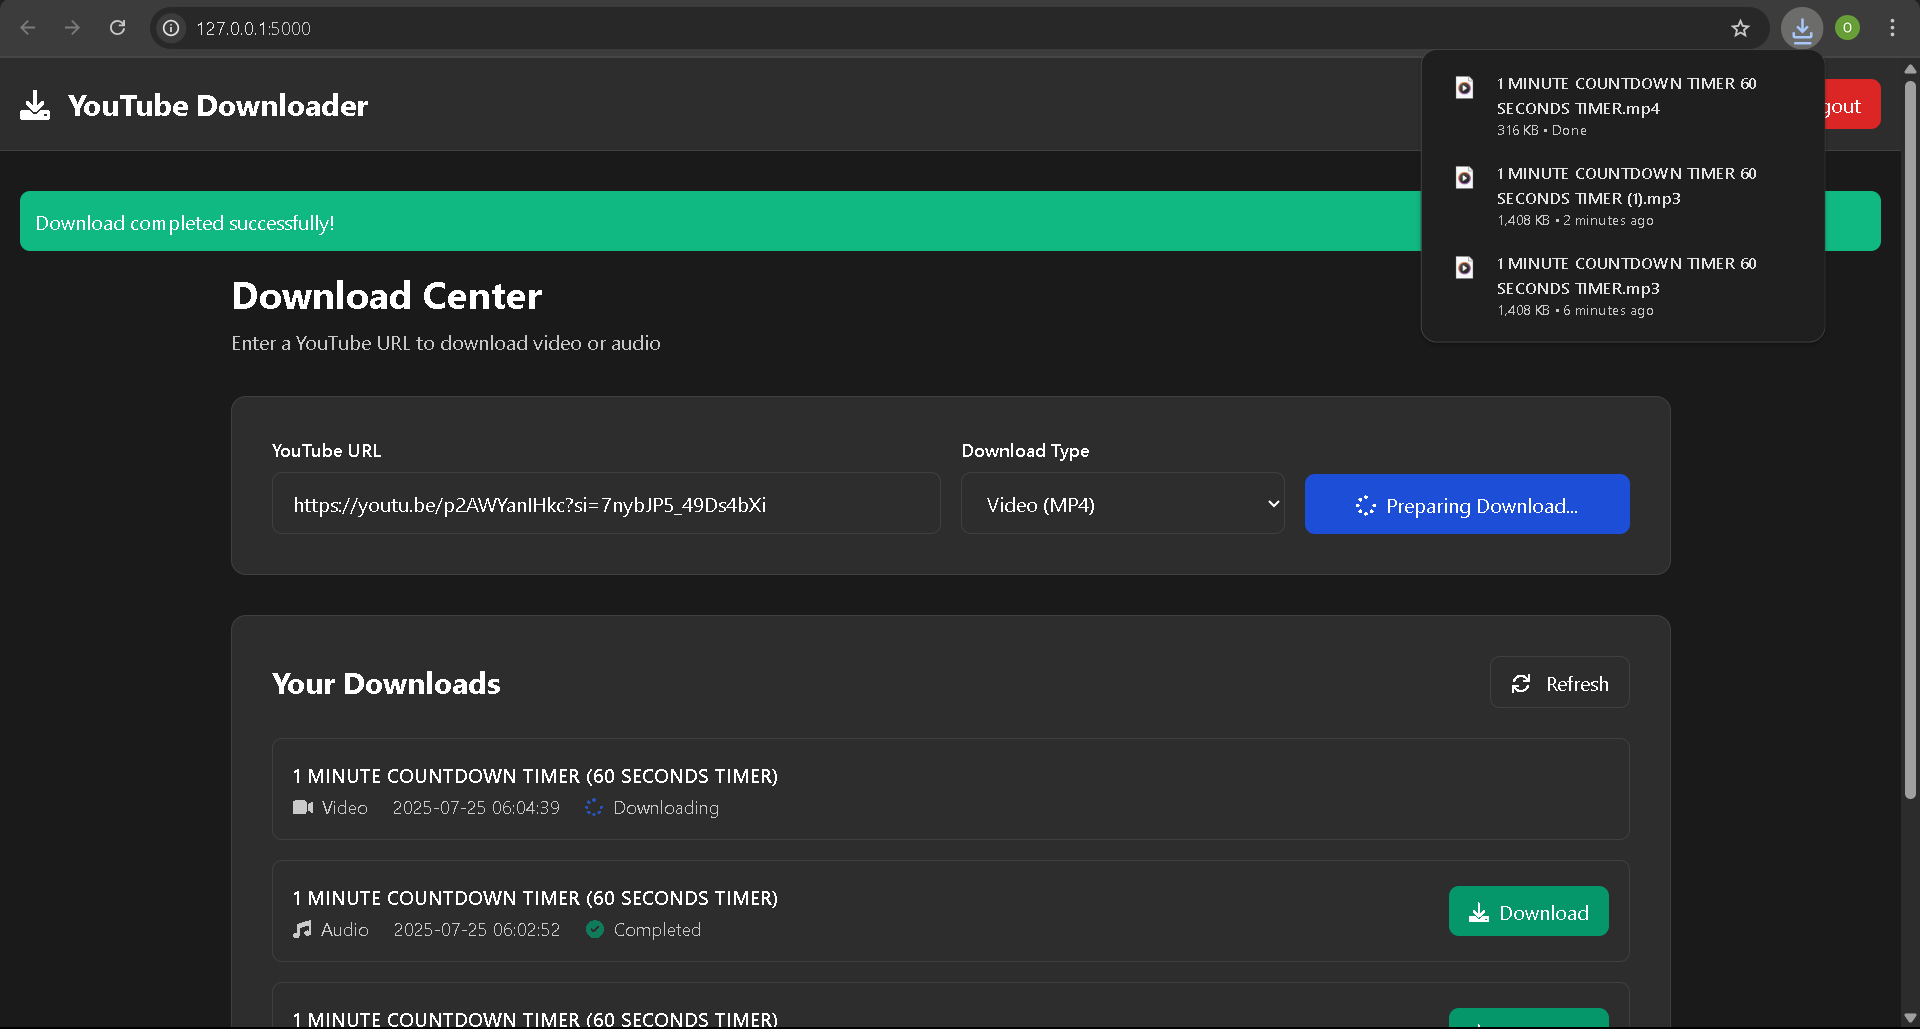 127.0.0.1:5000
O
YouTube Downloader
gout
1 MINUTE COUNTDOWN TIMER 60
SECONDS TIMER.mp4
316 KB • Done
1 MINUTE COUNTDOWN TIMER 60
SECONDS TIMER (1).mp3
1,408 KB • 2 minutes ago
1 MINUTE COUNTDOWN TIMER 60
SECONDS TIMER.mp3
1,408 KB • 6 minutes ago
Download completed successfully!
Download Center
Enter a YouTube URL to download video or audio
YouTube URL
Download Type
https://youtu.be/p2AWYanIHkc?si=7nybJP5_49Ds4bXi
Video (MP4)
Preparing Download...
Your Downloads
Refresh
1 MINUTE COUNTDOWN TIMER (60 SECONDS TIMER)
Video 2025-07-25 06:04:39 Downloading
1 MINUTE COUNTDOWN TIMER (60 SECONDS TIMER)
Audio 2025-07-25 06:02:52 Completed
Download
1 MINUTE COUNTDOWN TIMER (60 SECONDS TIMER)